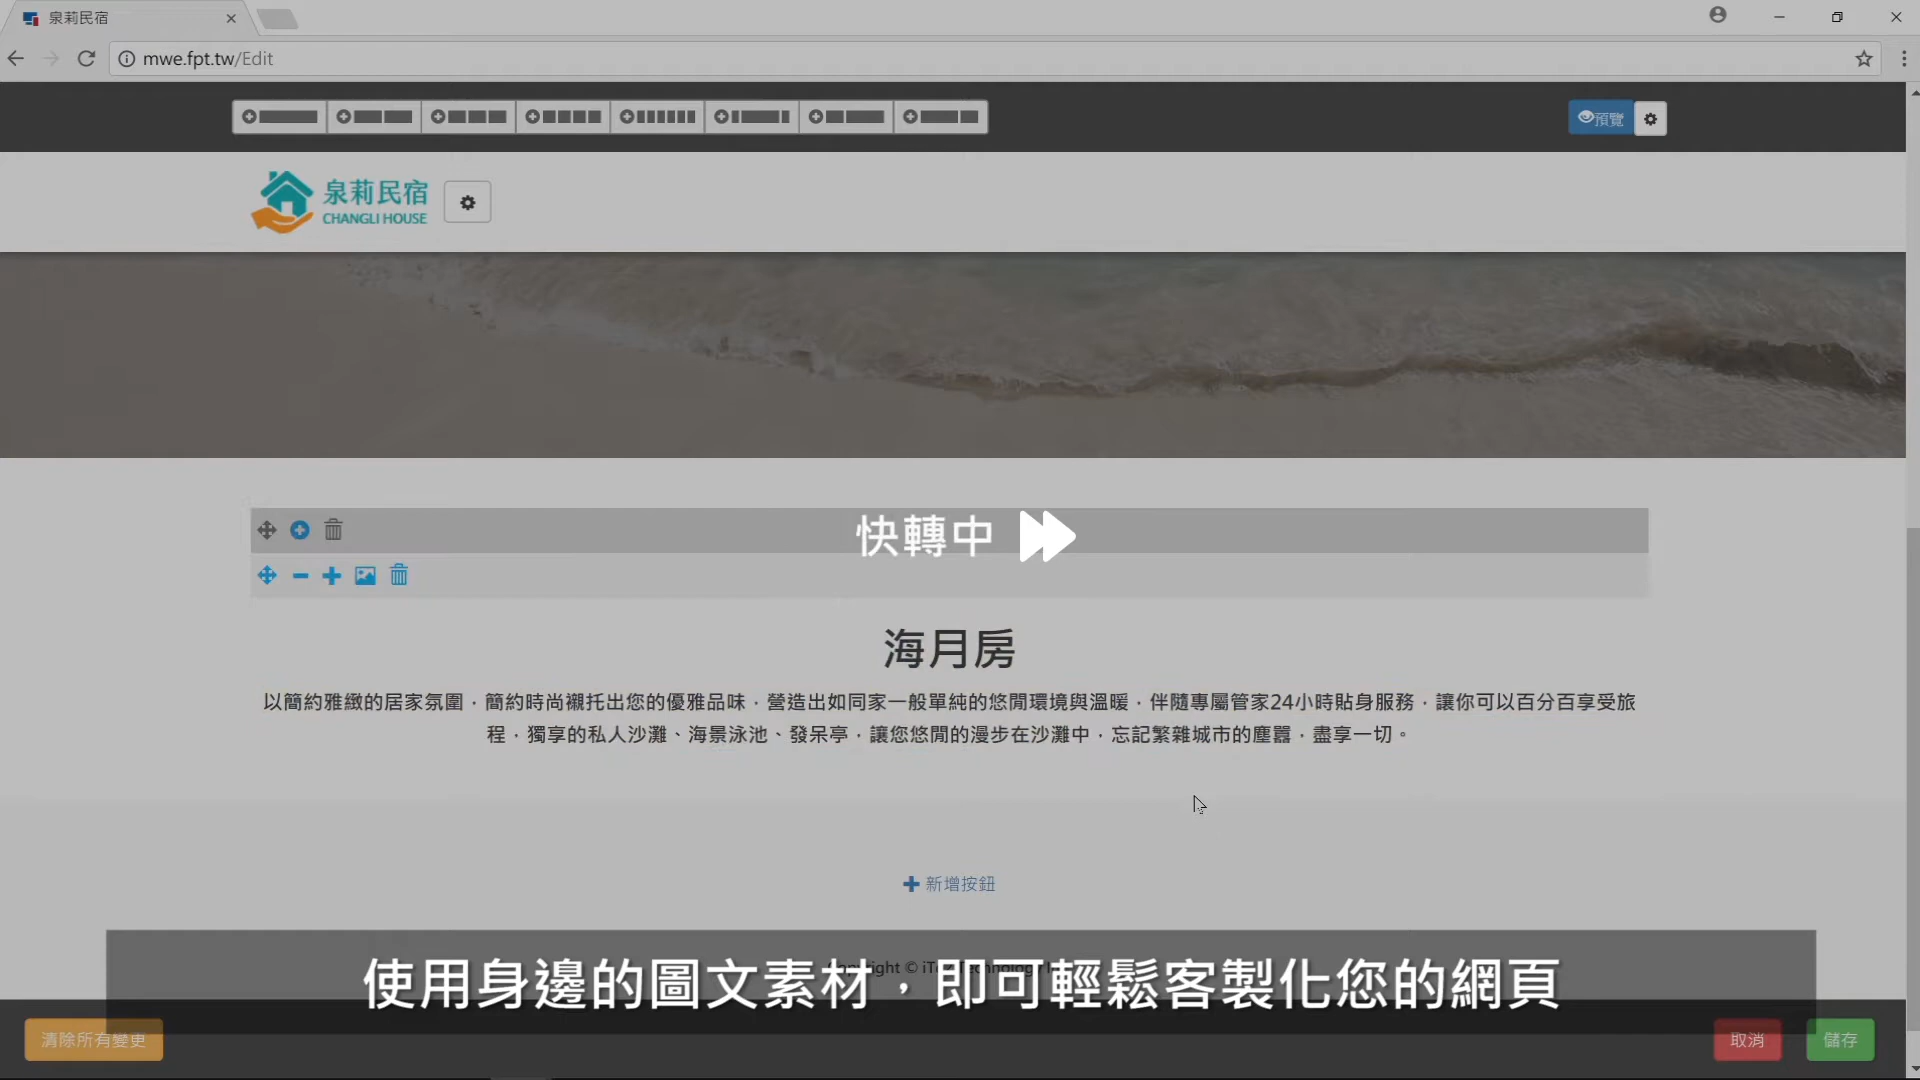 泉莉民宿
mwe.fpt.tw/Edit
預覽
泉莉民宿
CHANGLI HOUSE
快轉中
海月房
以簡約雅緻的居家氛圍，簡約時尚襯托出您的優雅品味，營造出如同家一般單純的悠閒環境與溫暖，伴隨專屬管家24小時貼身服務，讓你可以百分百享受旅
程，獨享的私人沙灘、海景泳池、發呆亭，讓您悠閒的漫步在沙灘中，忘記繁雜城市的塵囂，盡享一切。
新增按鈕
使用身邊的圖文素材，即可輕鬆客製化您的網頁
清除所有變更
取消
儲存